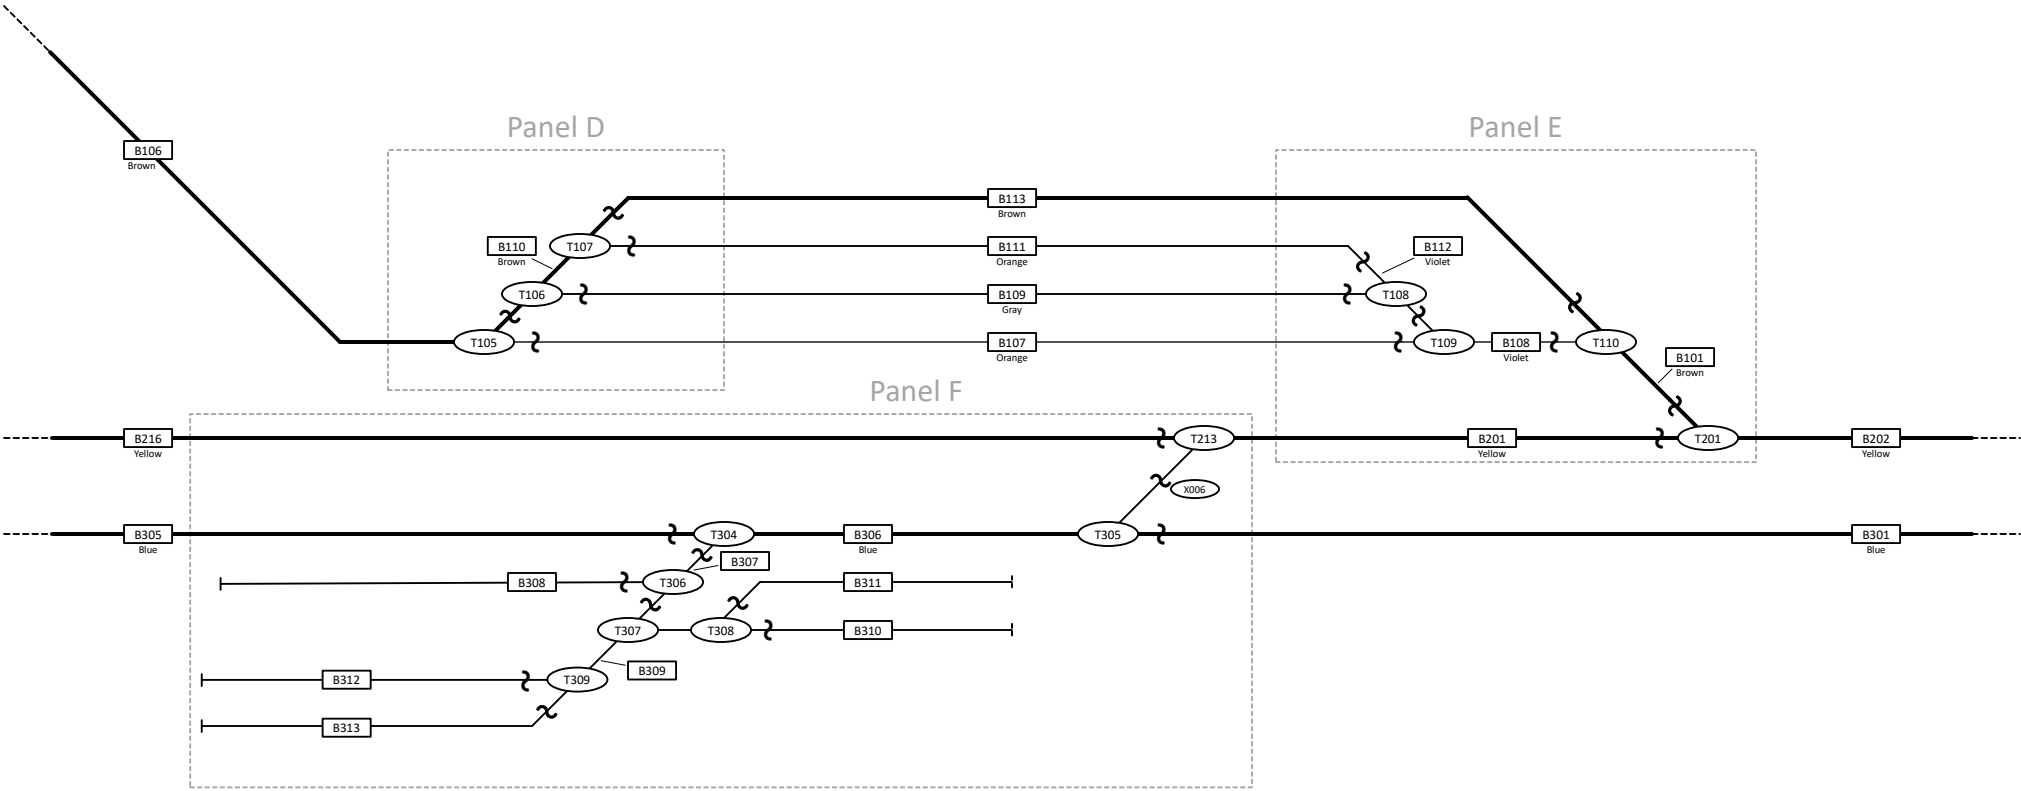 Panel D
Panel E
B106
Brown
B113
Brown
B110
Brown
T107
B111
Orange
B112
Violet
T106
B109
Gray
T108
T105
B107
Orange
T109
B108
Violet
T110
B101
Brown
Panel F
B216
Yellow
T213
B201
Yellow
T201
B202
Yellow
X006
B305
Blue
T304
B306
Blue
T305
B301
Blue
B307
B308
T306
B311
T307
T308
B310
B309
B312
T309
B313